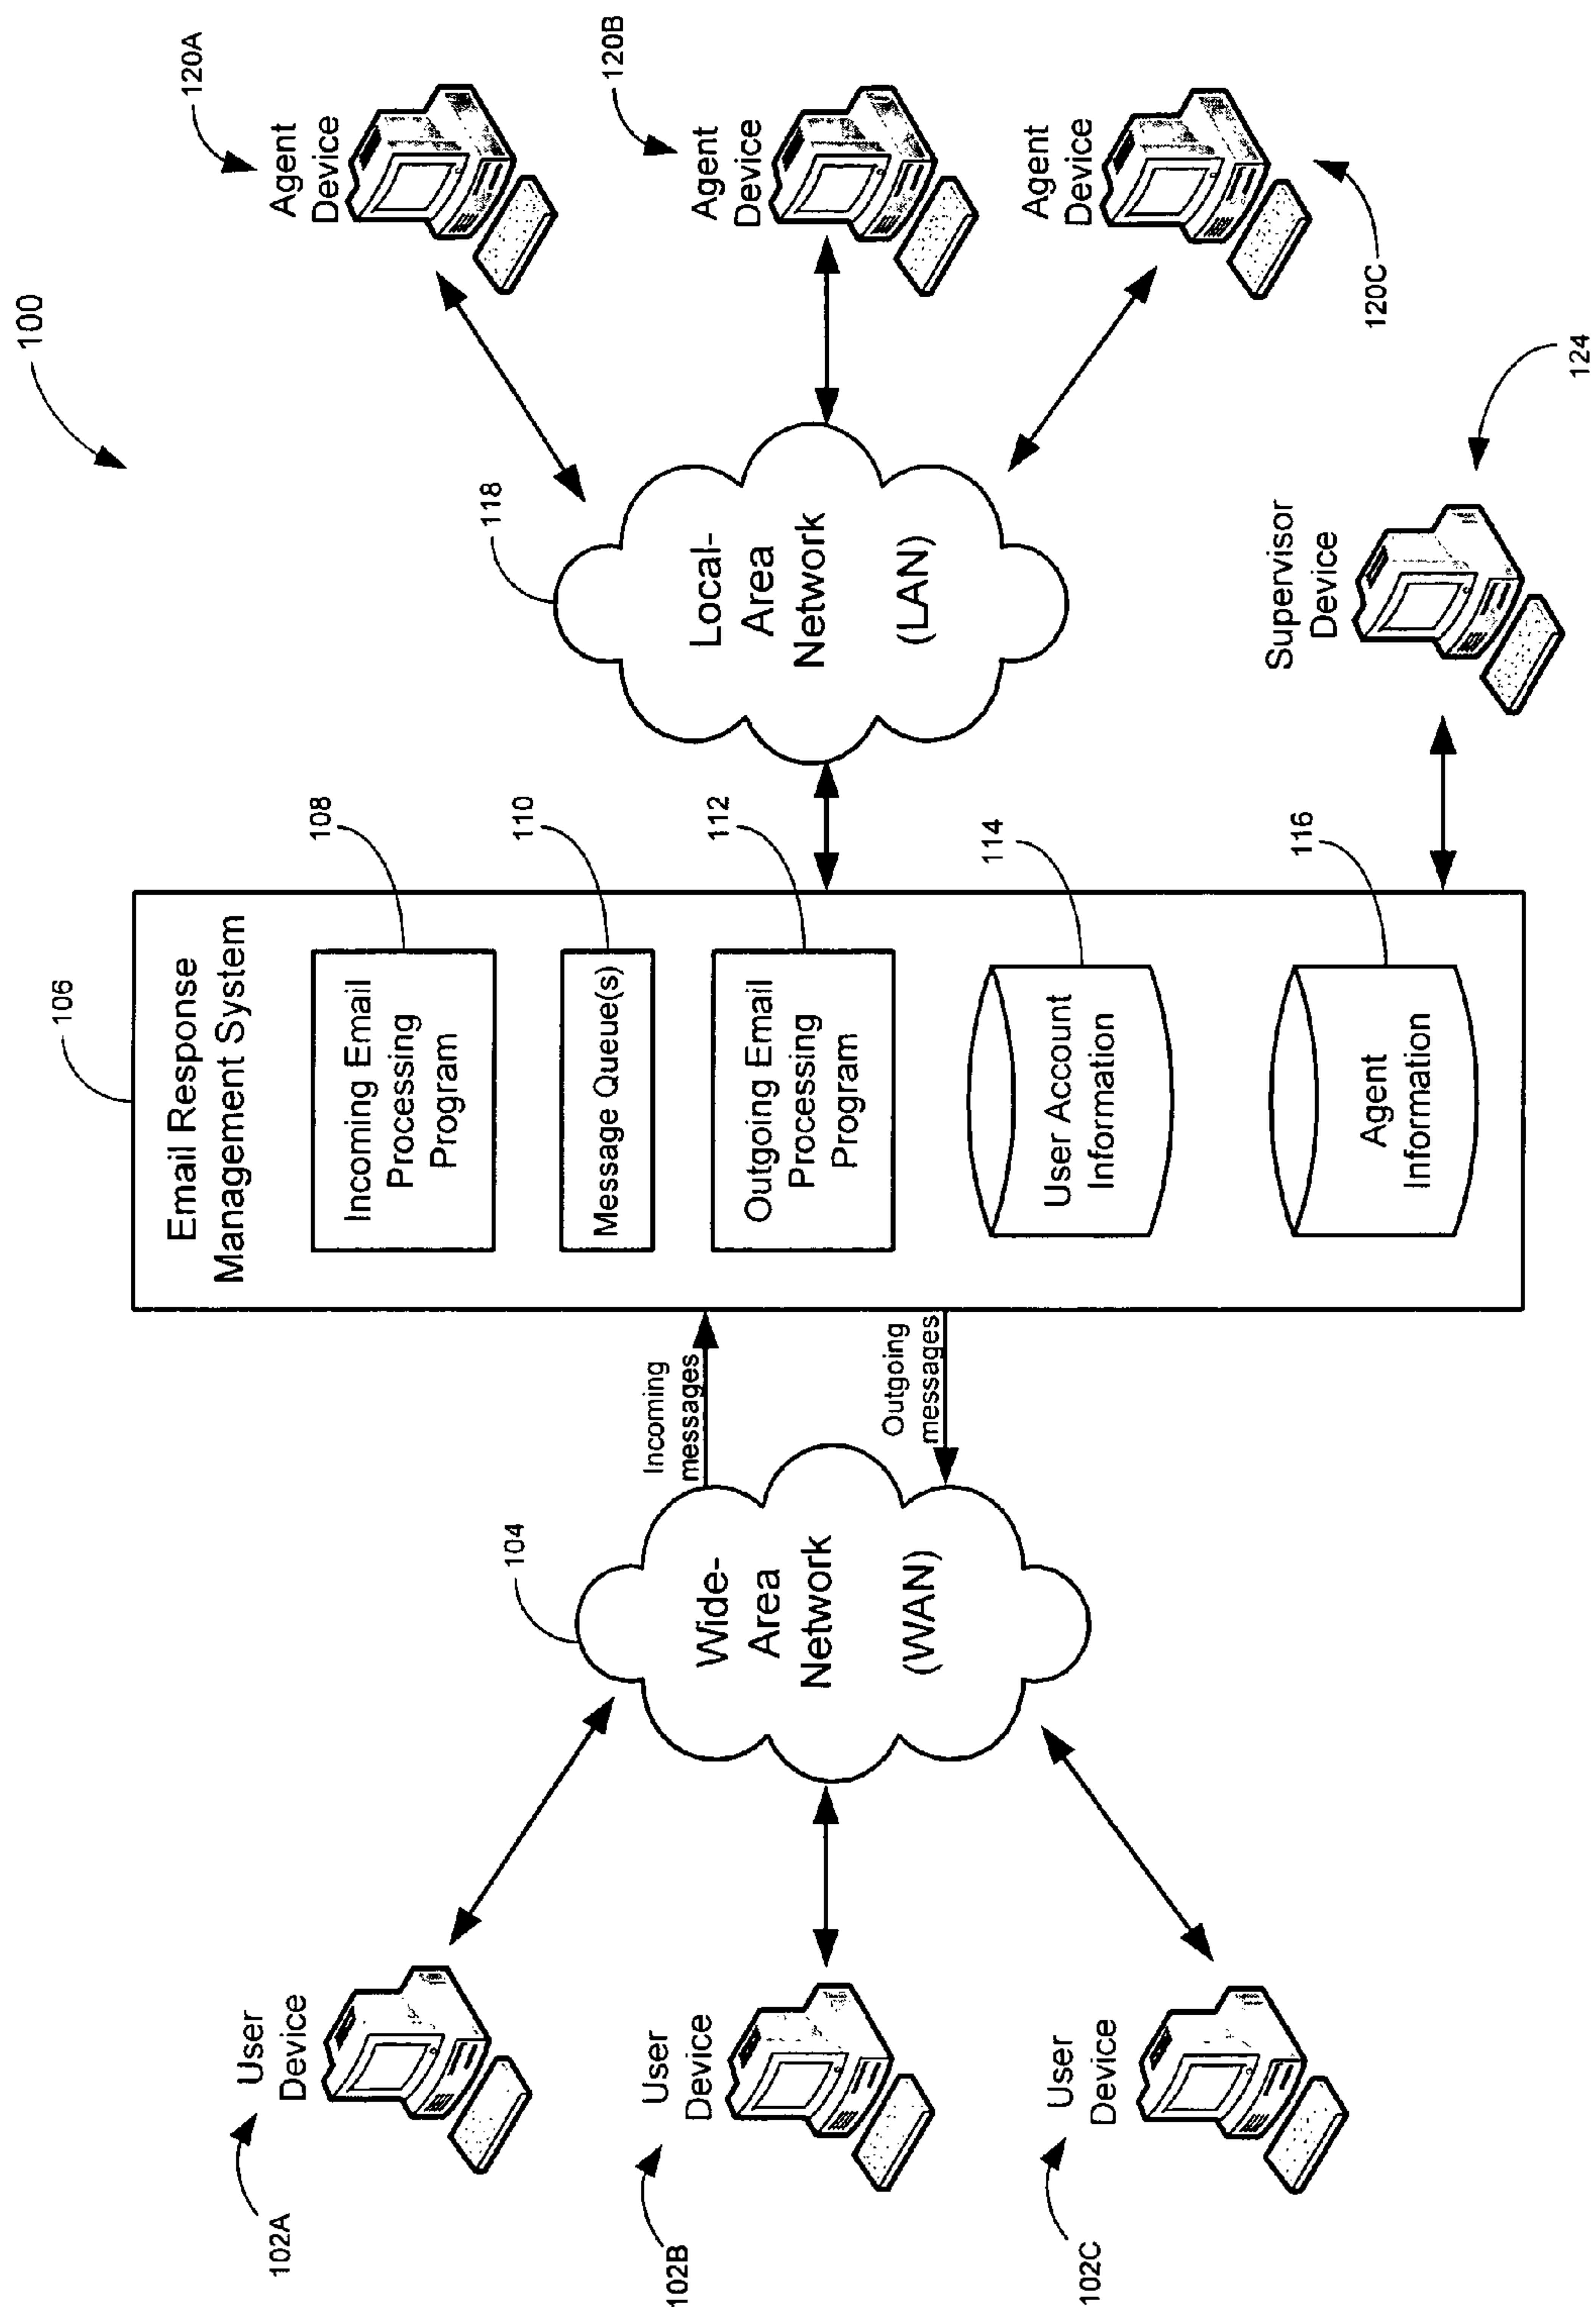 100
102A
User
Device
102B
User
Device
102C
User
Device
104
Wide-
Area
Network
(WAN)
Incoming
messages
Outgoing
messages
106
Email Response
Management System
Incoming Email
Processing
Program
108
Message Queue(s)
110
Outgoing Email
Processing
Program
112
User Account
Information
114
Agent
Information
116
118
Local-
Area
Network
(LAN)
120A
Agent
Device
120B
Agent
Device
Agent
Device
120C
Supervisor
Device
124